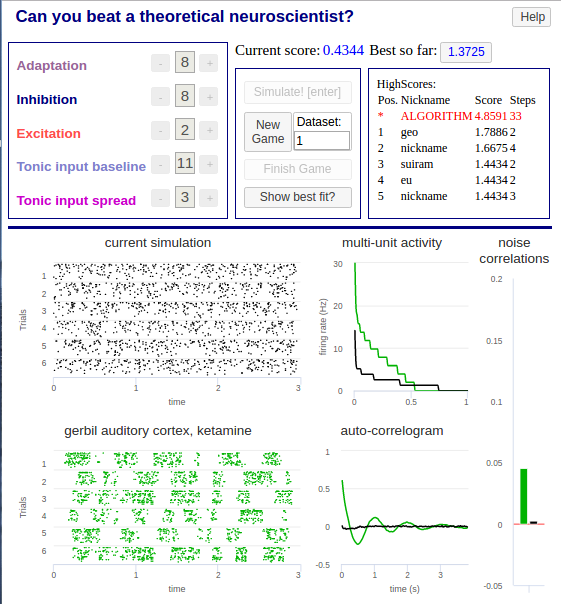 Can you beat a theoretical neuroscientist?
Help
Adaptation - 8 +
Inhibition - 8 +
Excitation - 2 +
Tonic input baseline - 11 +
Tonic input spread - 3 +
Current score: 0.4344 Best so far: 1.3725
Simulate! [enter]
New Game
Dataset:
1
Finish Game
Show best fit?
HighScores:
Pos. Nickname Score Steps
* ALGORITHM 4.8591 33
1 geo 1.7886 2
2 nickname 1.6675 4
3 suiram 1.4434 2
4 eu 1.4434 2
5 nickname 1.4434 3
current simulation
Trials
1
2
3
4
5
6
0 1 2 3
time
multi-unit activity
firing rate (Hz)
30
20
10
0
0 0.5 1
noise
correlations
0.2
0.15
0.1
0.05
0
-0.05
gerbil auditory cortex, ketamine
Trials
1
2
3
4
5
6
0 1 2 3
time
auto-correlogram
1
0.5
0
-0.5
0 1 2 3
time (s)